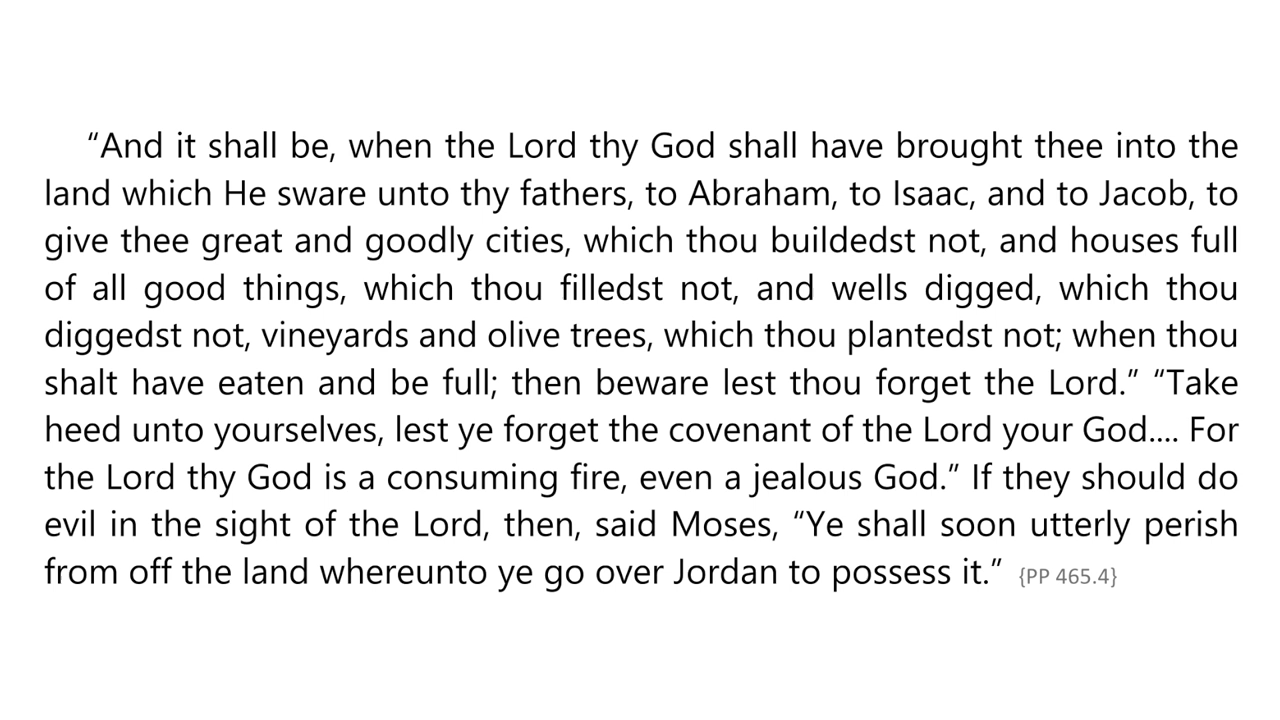 “And it shall be, when the Lord thy God shall have brought thee into the
land which He sware unto thy fathers, to Abraham, to Isaac, and to Jacob, to
give thee great and goodly cities, which thou buildedst not, and houses full
of all good things, which thou filledst not, and wells digged, which thou
diggedst not, vineyards and olive trees, which thou plantedst not; when thou
shalt have eaten and be full; then beware lest thou forget the Lord.” “Take
heed unto yourselves, lest ye forget the covenant of the Lord your God.... For
the Lord thy God is a consuming fire, even a jealous God.” If they should do
evil in the sight of the Lord, then, said Moses, “Ye shall soon utterly perish
from off the land whereunto ye go over Jordan to possess it.” {PP 465.4}